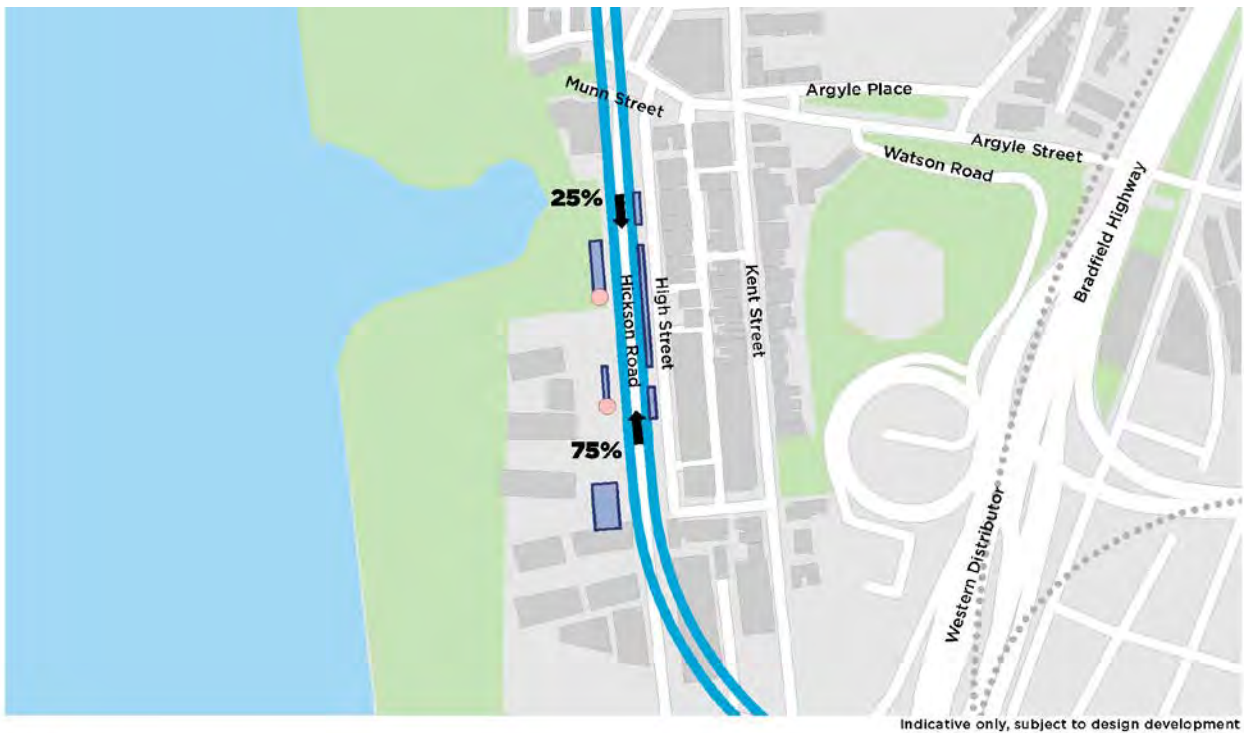 Munn Street
Argyle Place
Argyle Street
Watson Road
Bradfield Highway
25%
Hickson Road
High Street
Kent Street
75%
Western Distributor
Indicative only, subject to design development